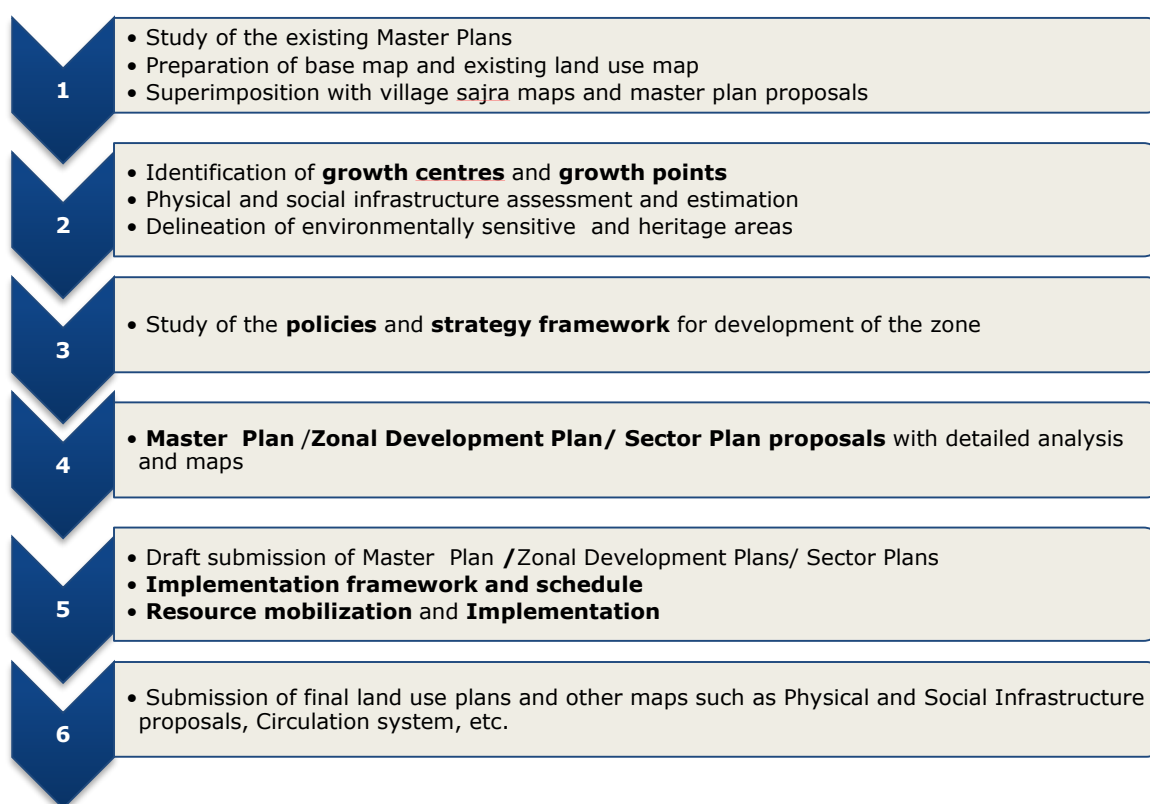 1
• Study of the existing Master Plans
• Preparation of base map and existing land use map
• Superimposition with village sajra maps and master plan proposals
2
• Identification of growth centres and growth points
• Physical and social infrastructure assessment and estimation
• Delineation of environmentally sensitive  and heritage areas
3
• Study of the policies and strategy framework for development of the zone
4
• Master  Plan /Zonal Development Plan/ Sector Plan proposals with detailed analysis
and maps
5
• Draft submission of Master  Plan /Zonal Development Plans/ Sector Plans
• Implementation framework and schedule
• Resource mobilization and Implementation
6
• Submission of final land use plans and other maps such as Physical and Social Infrastructure
proposals, Circulation system, etc.